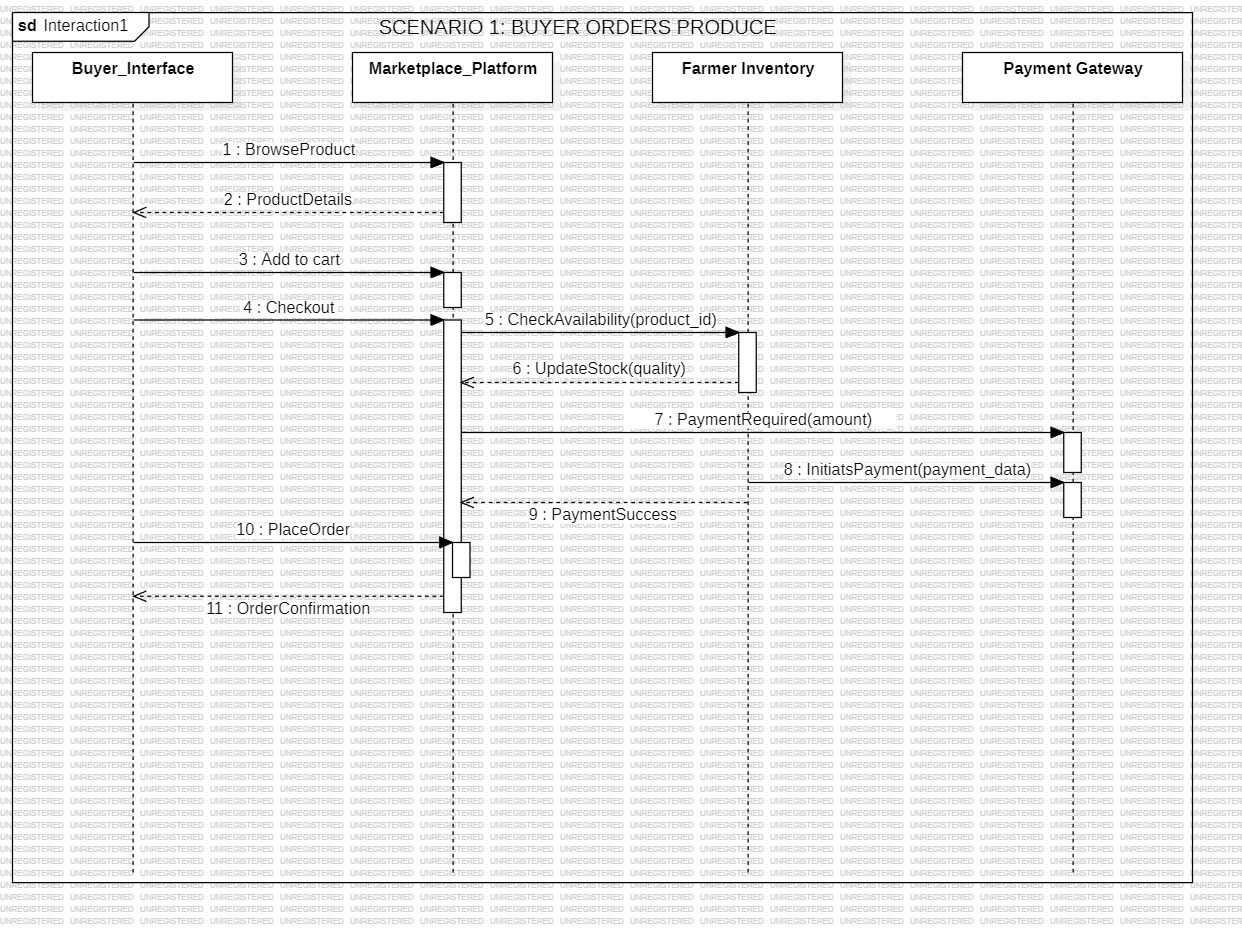 sd Interaction1
SCENARIO 1: BUYER ORDERS PRODUCE
Buyer_Interface
Marketplace_Platform
Farmer Inventory
Payment Gateway
1 : BrowseProduct
2 : ProductDetails
3 : Add to cart
4 : Checkout
5 : CheckAvailability(product_id)
6 : UpdateStock(quality)
7 : PaymentRequired(amount)
8 : InitiatsPayment(payment_data)
9 : PaymentSuccess
10 : PlaceOrder
11 : OrderConfirmation
UNREGISTERED